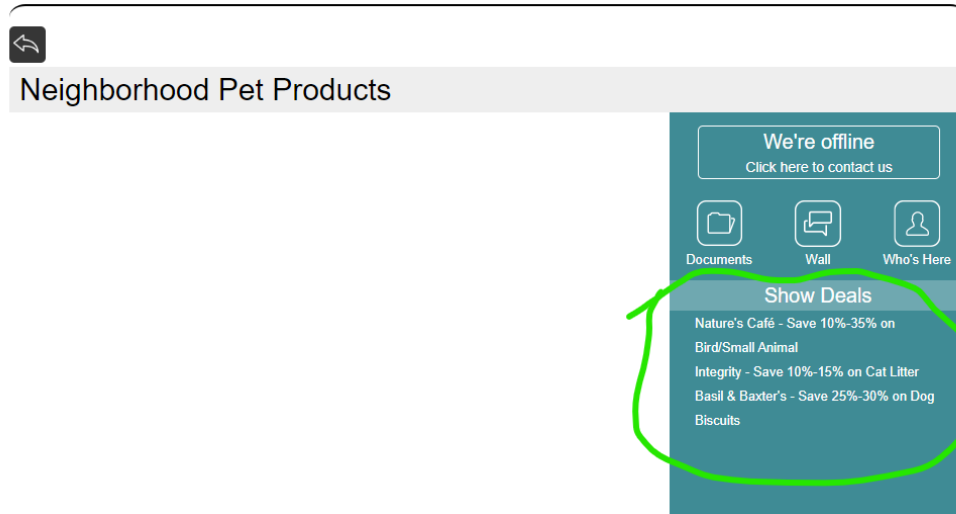 Neighborhood Pet Products
We're offline
Click here to contact us
Documents Wall Who's Here
Show Deals
Nature's Café - Save 10%-35% on
Bird/Small Animal
Integrity - Save 10%-15% on Cat Litter
Basil & Baxter's - Save 25%-30% on Dog
Biscuits